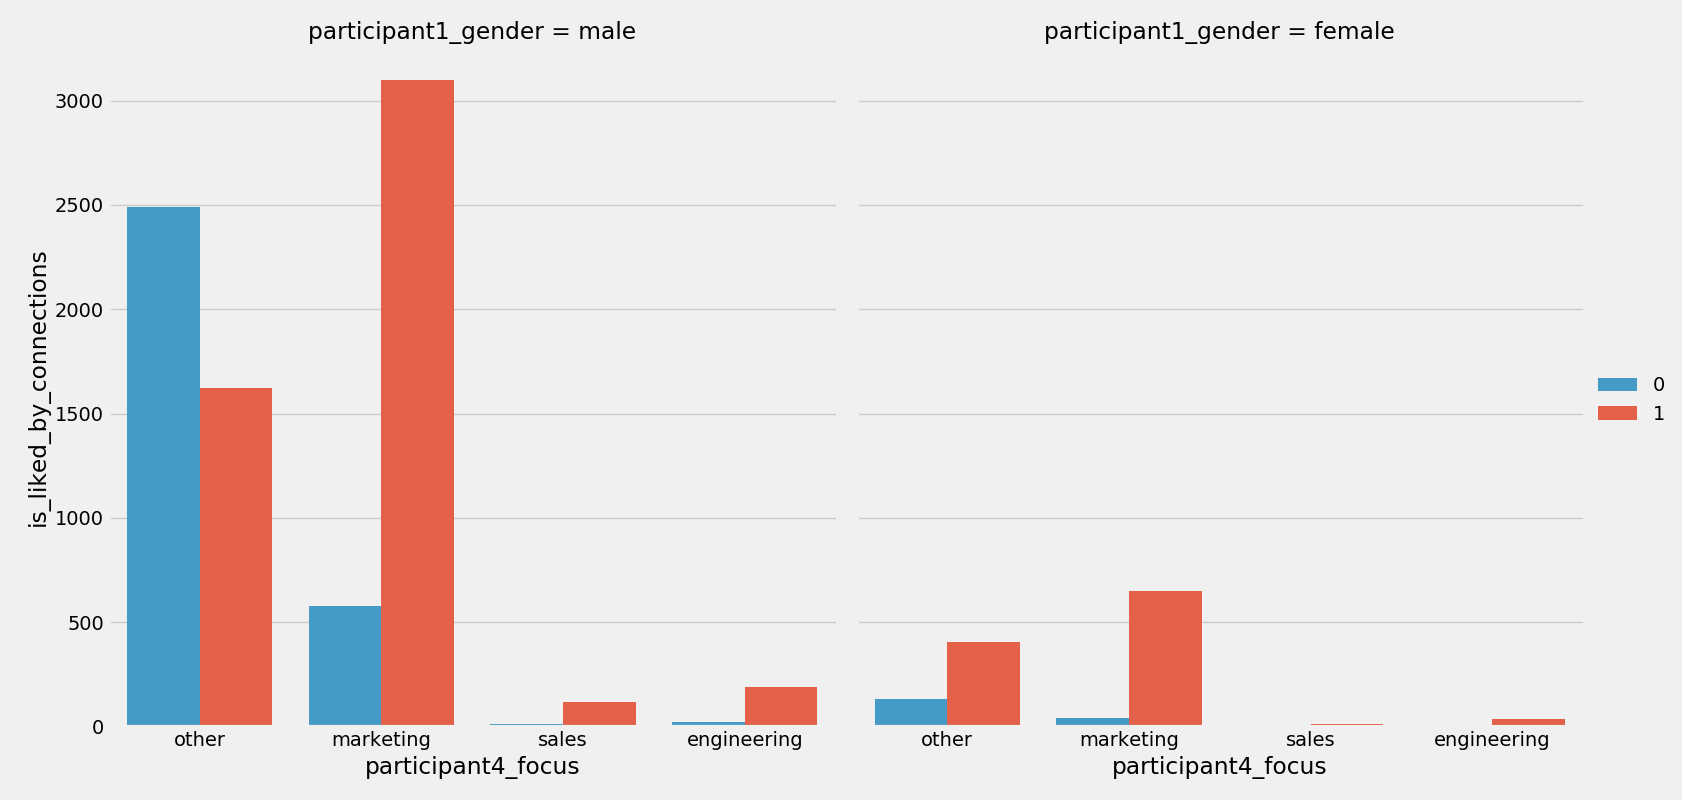 participant1_gender = male
participant1_gender = female
is_liked_by_connections
3000
2500
2000
1500
1000
500
0
other marketing sales engineering
participant4_focus
other marketing sales engineering
participant4_focus
0
1